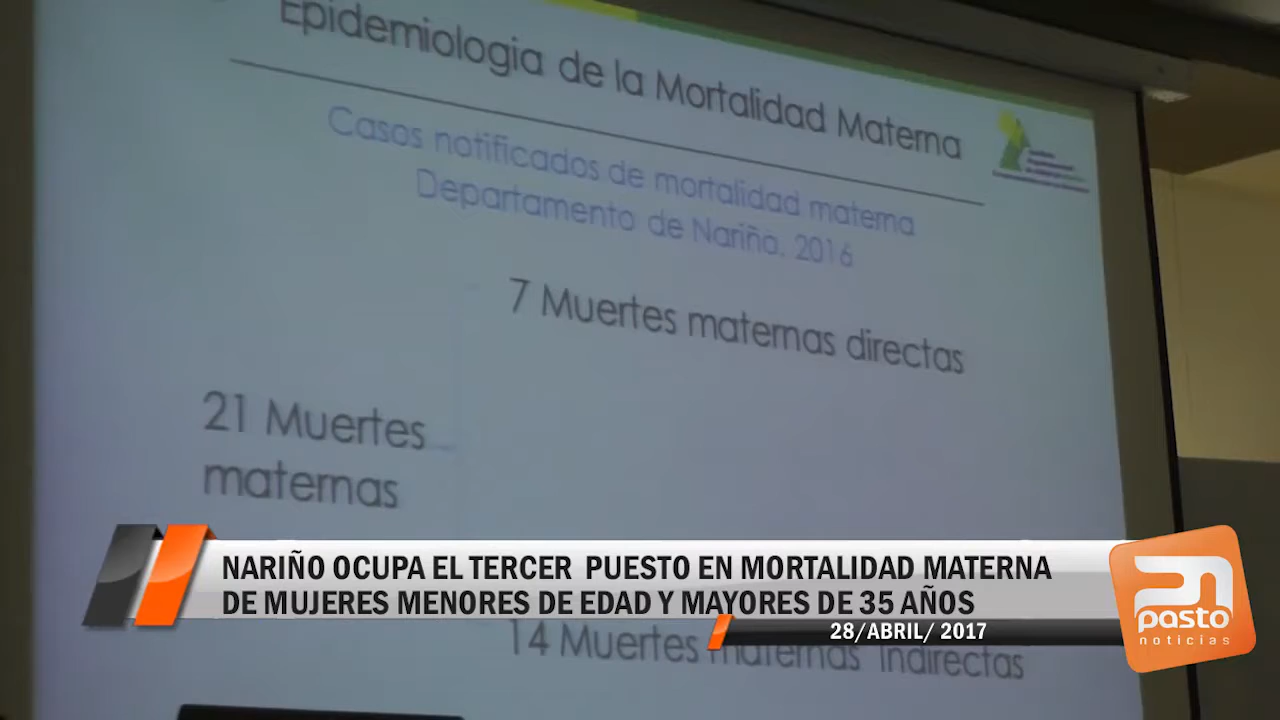 Epidemiologia de la Mortalidad Materna
Casos notificados de mortalidad materna
Departamento de Nariño, 2016
7 Muertes maternas directas
21 Muertes
maternas
NARIÑO OCUPA EL TERCER PUESTO EN MORTALIDAD MATERNA
DE MUJERES MENORES DE EDAD Y MAYORES DE 35 AÑOS
28/ABRIL/ 2017
14 Muertes maternas Indirectas
pasto
noticias